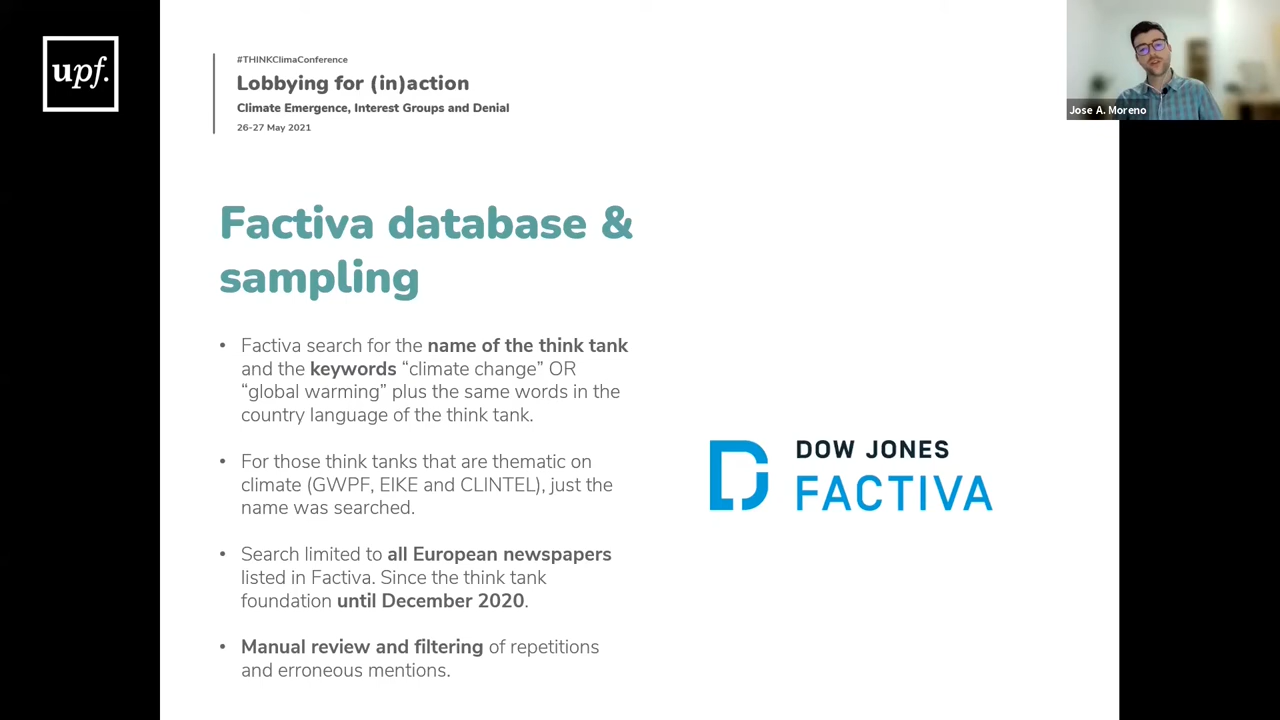 upf.
#THINKClimaConference
Lobbying for (in)action
Climate Emergence, Interest Groups and Denial
26-27 May 2021
Jose A. Moreno
Factiva database &
sampling
• Factiva search for the name of the think tank
and the keywords “climate change” OR
“global warming” plus the same words in the
country language of the think tank.
• For those think tanks that are thematic on
climate (GWPF, EIKE and CLINTEL), just the
name was searched.
• Search limited to all European newspapers
listed in Factiva. Since the think tank
foundation until December 2020.
• Manual review and filtering of repetitions
and erroneous mentions.
DOW JONES
FACTIVA